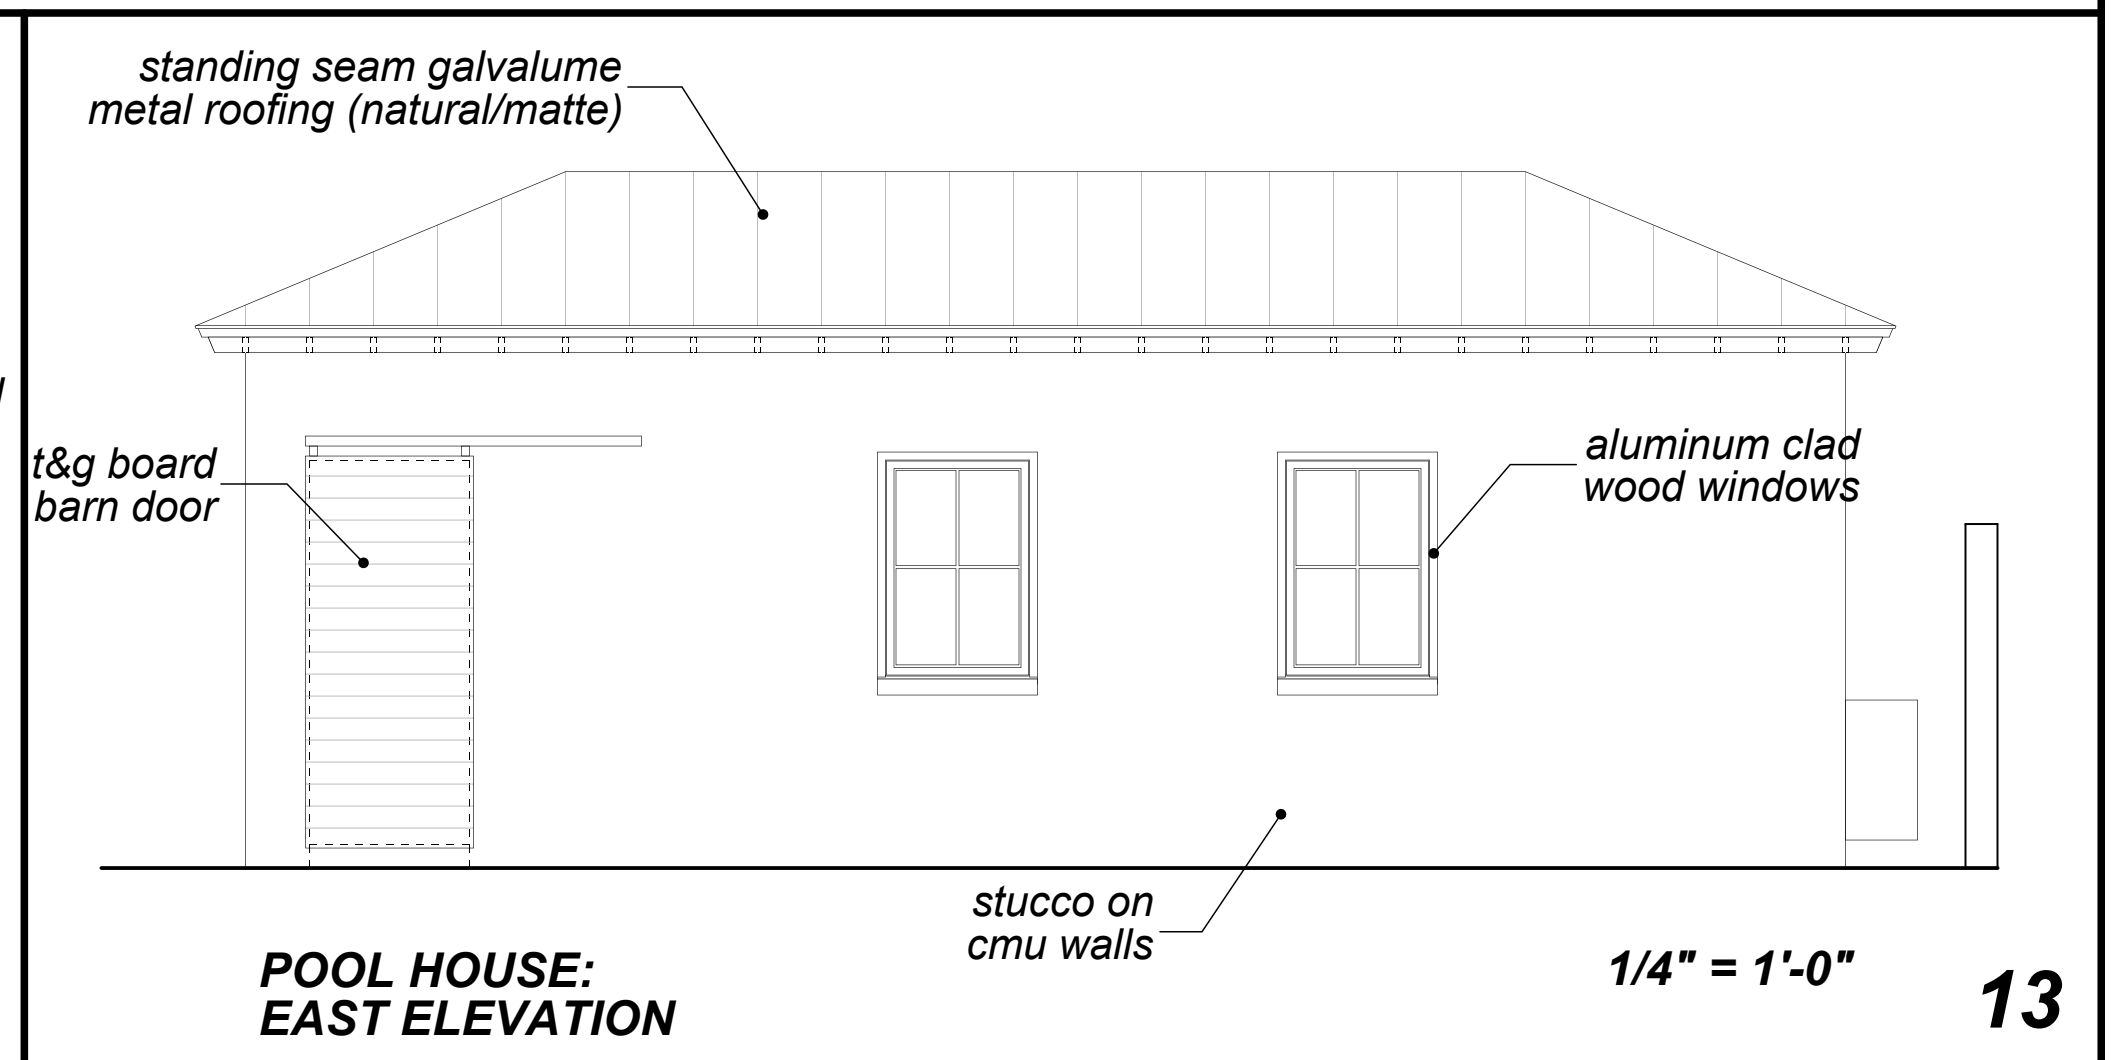 standing seam galvalume
metal roofing (natural/matte)
t&g board
barn door
aluminum clad
wood windows
stucco on
cmu walls
POOL HOUSE:
EAST ELEVATION
1/4" = 1'-0"
13